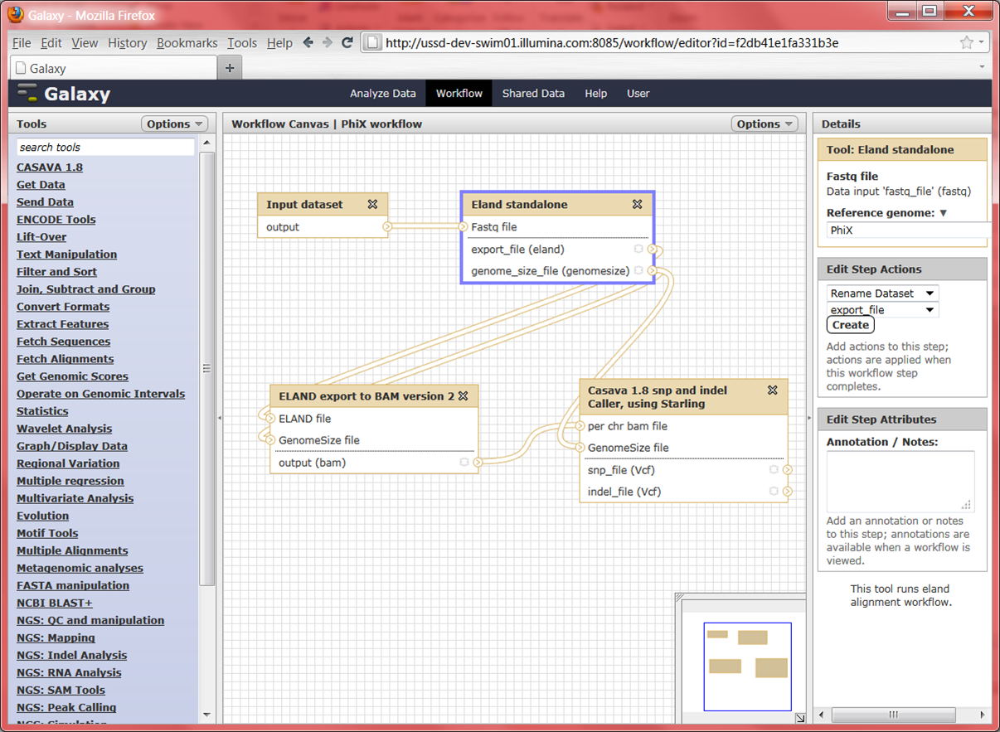 Galaxy - Mozilla Firefox
File Edit View History Bookmarks Tools Help
http://ussd-dev-swim01.illumina.com:8085/workflow/editor?id=f2db41e1fa331b3e
Galaxy
Galaxy
Analyze Data Workflow Shared Data Help User
Tools
Options
search tools
CASAVA 1.8
Get Data
Send Data
ENCODE Tools
Lift-Over
Text Manipulation
Filter and Sort
Join, Subtract and Group
Convert Formats
Extract Features
Fetch Sequences
Fetch Alignments
Get Genomic Scores
Operate on Genomic Intervals
Statistics
Wavelet Analysis
Graph/Display Data
Regional Variation
Multiple regression
Multivariate Analysis
Evolution
Motif Tools
Multiple Alignments
Metagenomic analyses
FASTA manipulation
NCBI BLAST+
NGS: QC and manipulation
NGS: Mapping
NGS: Indel Analysis
NGS: RNA Analysis
NGS: SAM Tools
NGS: Peak Calling
NGS: Simulation
Workflow Canvas | PhiX workflow
Options
Input dataset
output
Eland standalone
Fastq file
export_file (eland)
genome_size_file (genomesize)
ELAND export to BAM version 2
ELAND file
GenomeSize file
output (bam)
Casava 1.8 snp and indel
Caller, using Starling
per chr bam file
GenomeSize file
snp_file (Vcf)
indel_file (Vcf)
Details
Tool: Eland standalone
Fastq file
Data input 'fastq_file' (fastq)
Reference genome:
PhiX
Edit Step Actions
Rename Dataset
export_file
Create
Add actions to this step;
actions are applied when
this workflow step
completes.
Edit Step Attributes
Annotation / Notes:
Add an annotation or notes
to this step; annotations are
available when a workflow is
viewed.
This tool runs eland
alignment workflow.